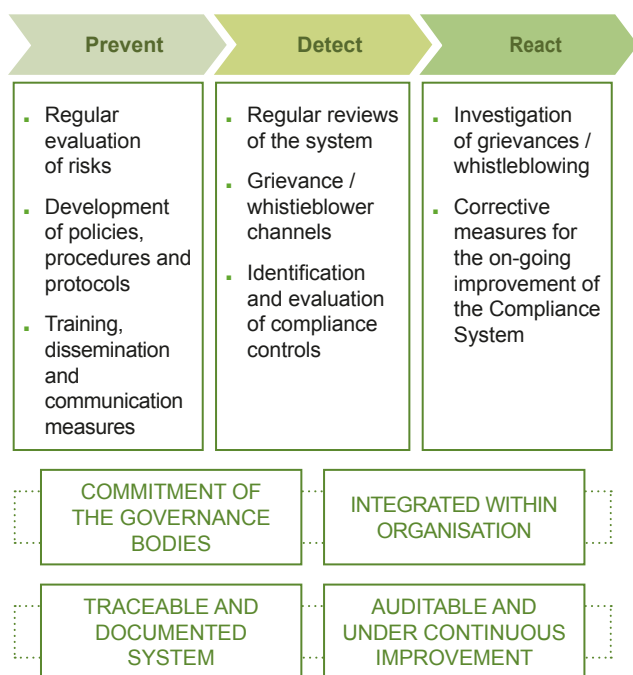 Prevent
Detect
React
▪ Regular
evaluation
of risks
▪ Development
of policies,
procedures and
protocols
▪ Training,
dissemination
and
communication
measures
▪ Regular reviews
of the system
▪ Grievance /
whistieblower
channels
▪ Identification
and evaluation
of compliance
controls
▪ Investigation
of grievances /
whistleblowing
▪ Corrective
measures for
the on-going
improvement of
the Compliance
System
COMMITMENT OF
THE GOVERNANCE
BODIES
INTEGRATED WITHIN
ORGANISATION
TRACEABLE AND
DOCUMENTED
SYSTEM
AUDITABLE AND
UNDER CONTINUOUS
IMPROVEMENT